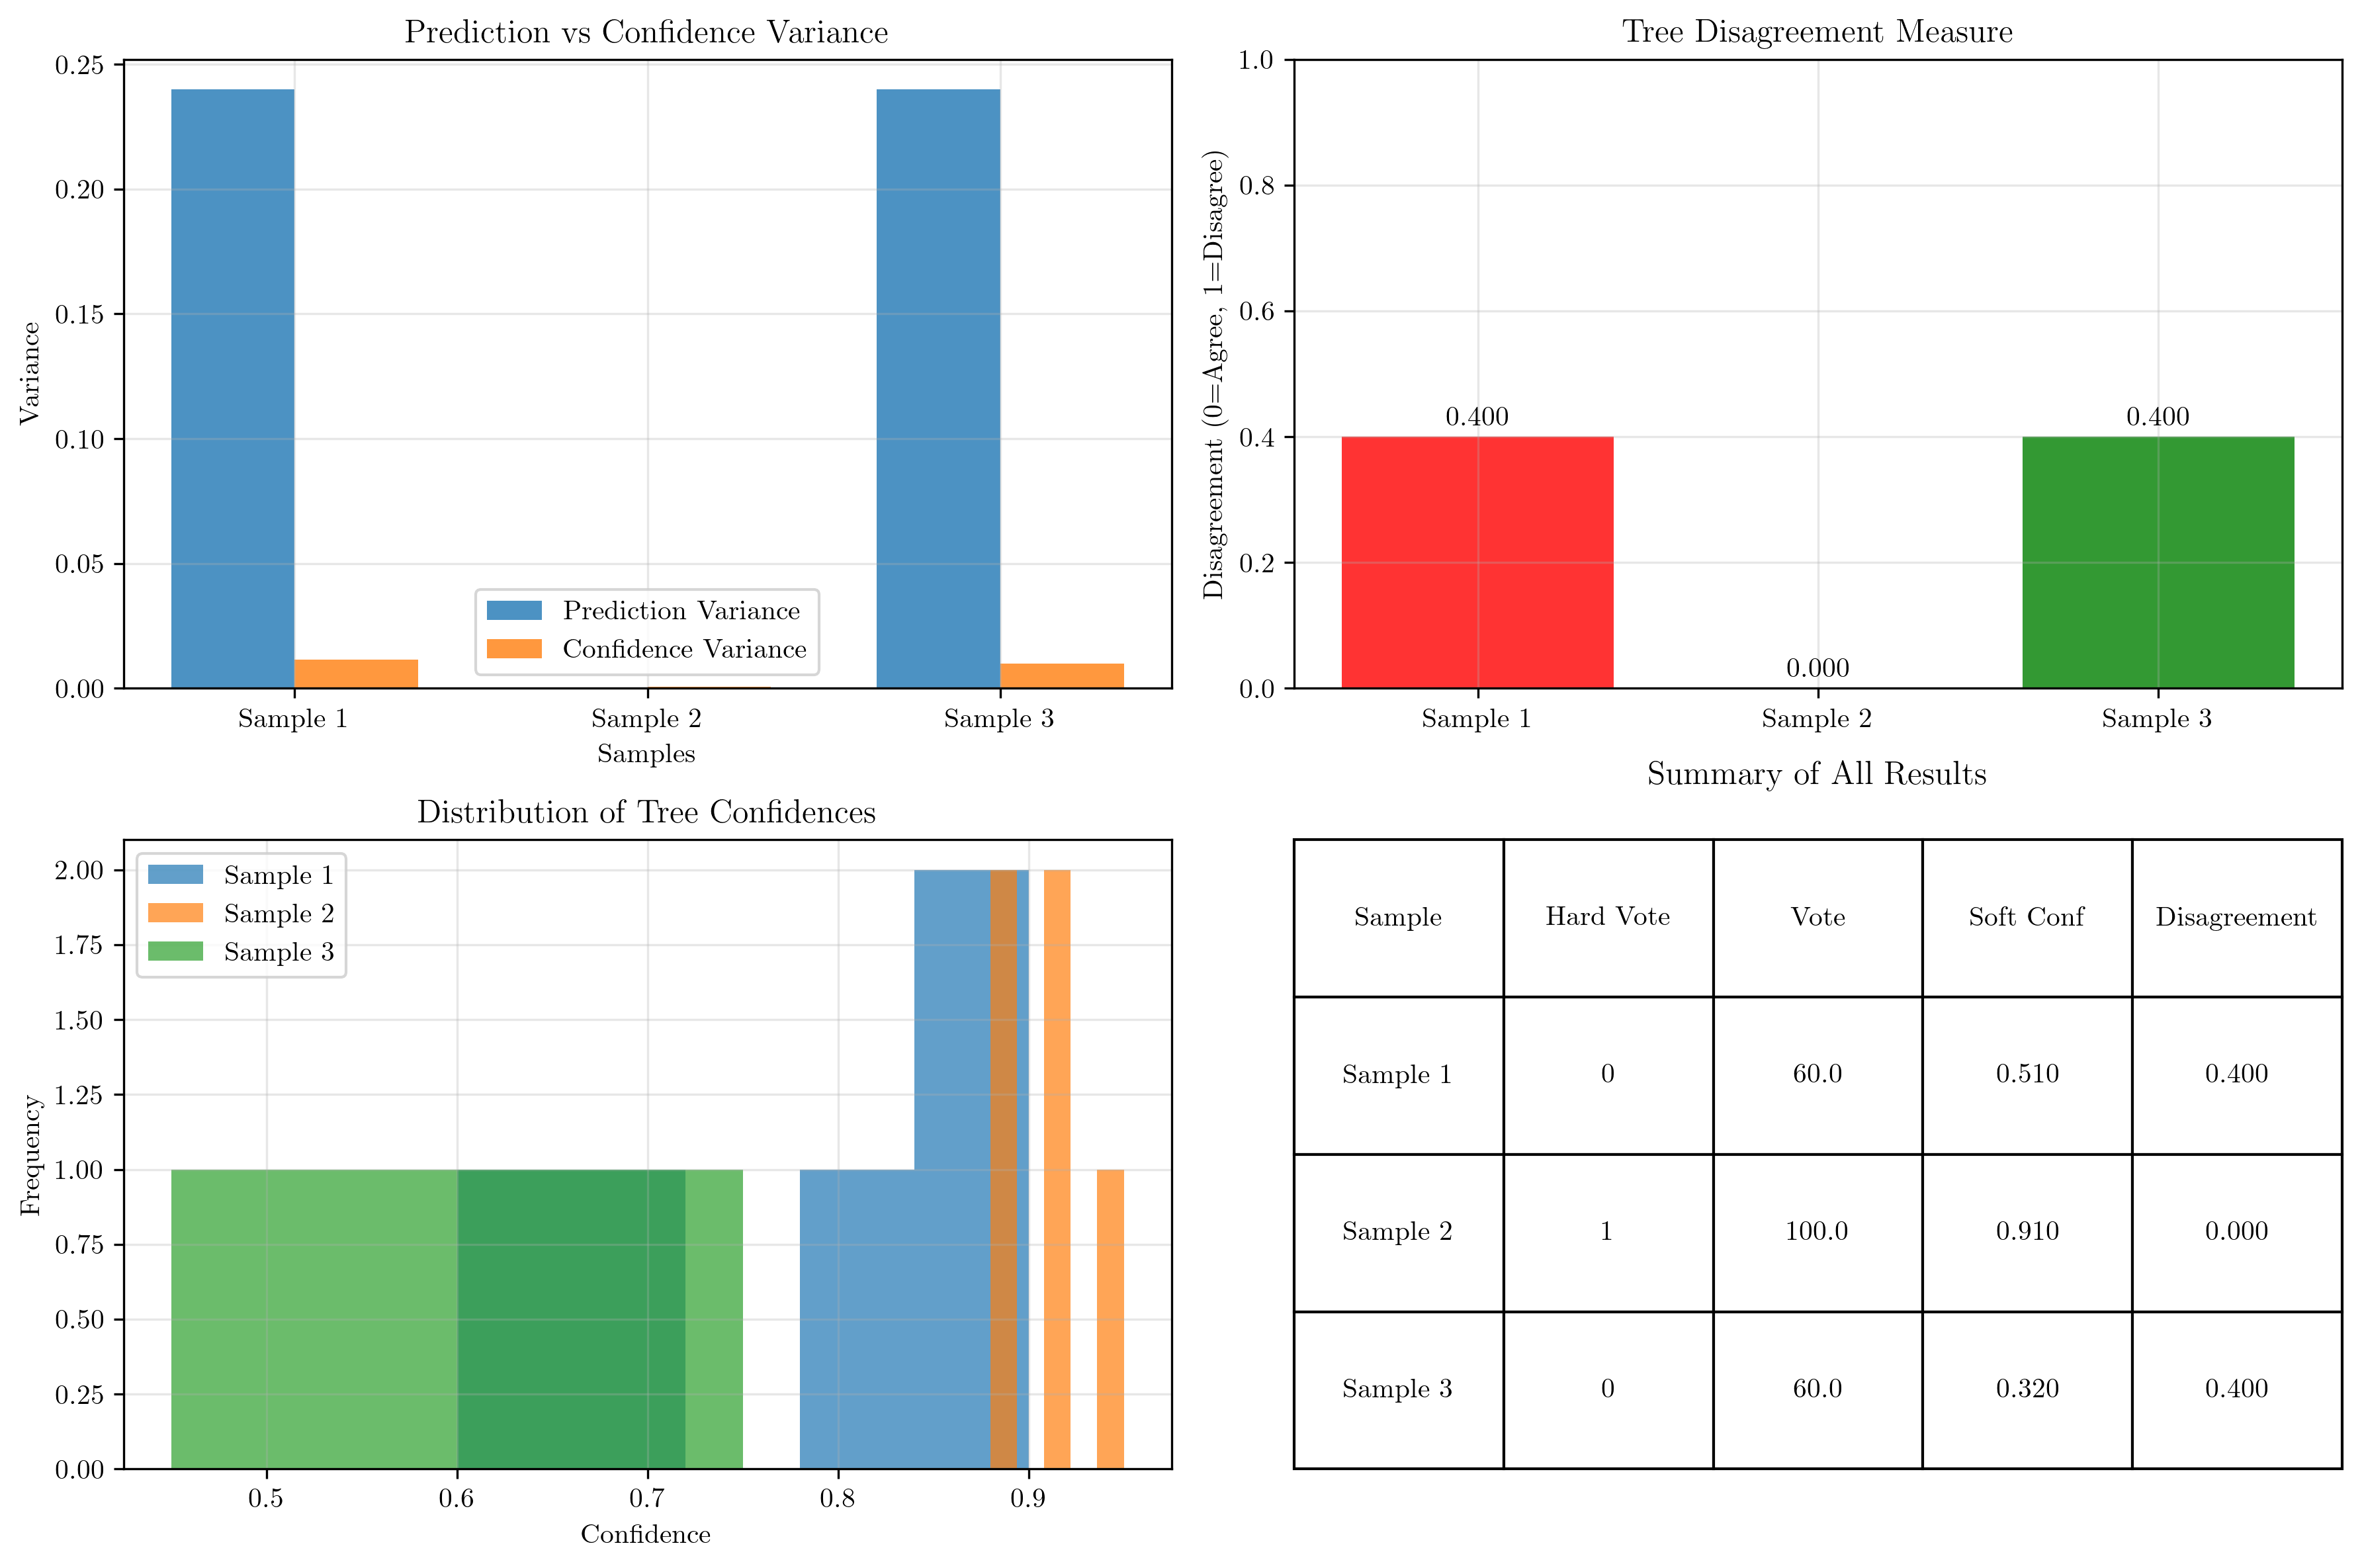 Prediction vs Confidence Variance
0.25
0.20
0.15
0.10
0.05
0.00
Variance
Prediction Variance
Confidence Variance
Sample 1 Sample 2 Sample 3
Samples
Tree Disagreement Measure
1.0
0.8
0.6
0.4
0.2
0.0
Disagreement (0=Agree, 1=Disagree)
0.400 0.000 0.400
Sample 1 Sample 2 Sample 3
Distribution of Tree Confidences
2.00
1.75
1.50
1.25
1.00
0.75
0.50
0.25
0.00
Frequency
Sample 1
Sample 2
Sample 3
0.5 0.6 0.7 0.8 0.9
Confidence
Summary of All Results
Sample Hard Vote Vote Soft Conf Disagreement
Sample 1 0 60.0 0.510 0.400
Sample 2 1 100.0 0.910 0.000
Sample 3 0 60.0 0.320 0.400